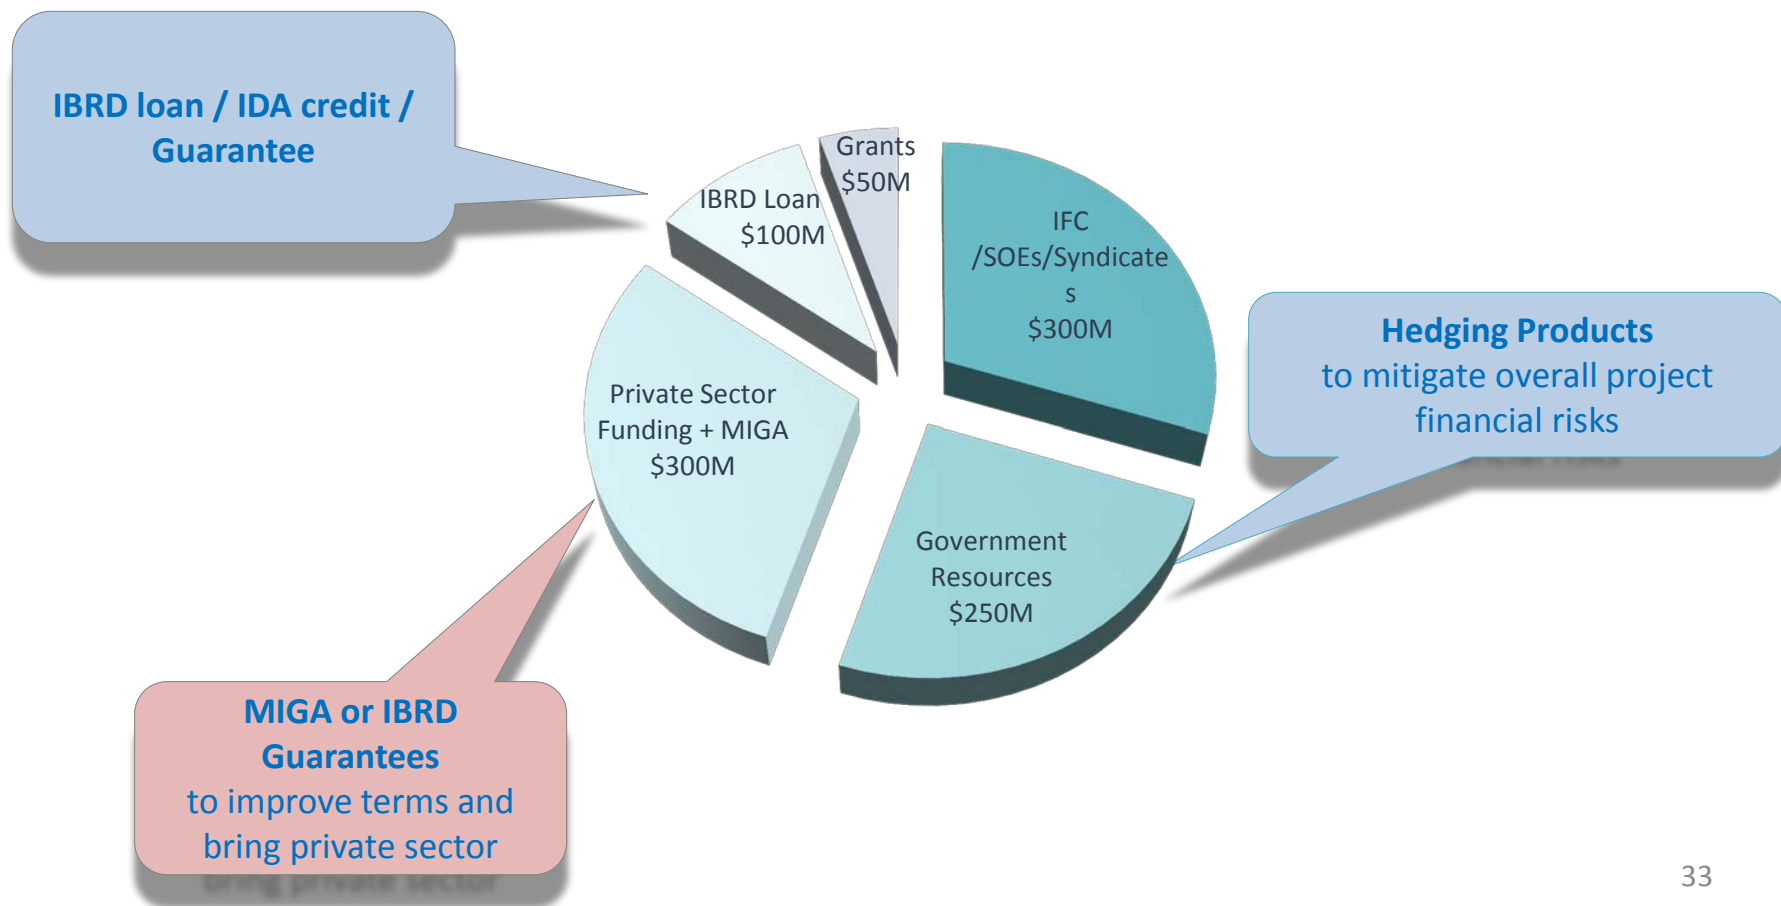 IBRD loan / IDA credit /
Guarantee
Grants
$50M
IBRD Loan
$100M
IFC
/SOEs/Syndicate
s
$300M
Hedging Products
to mitigate overall project
financial risks
Private Sector
Funding + MIGA
$300M
Government
Resources
$250M
MIGA or IBRD
Guarantees
to improve terms and
bring private sector
33